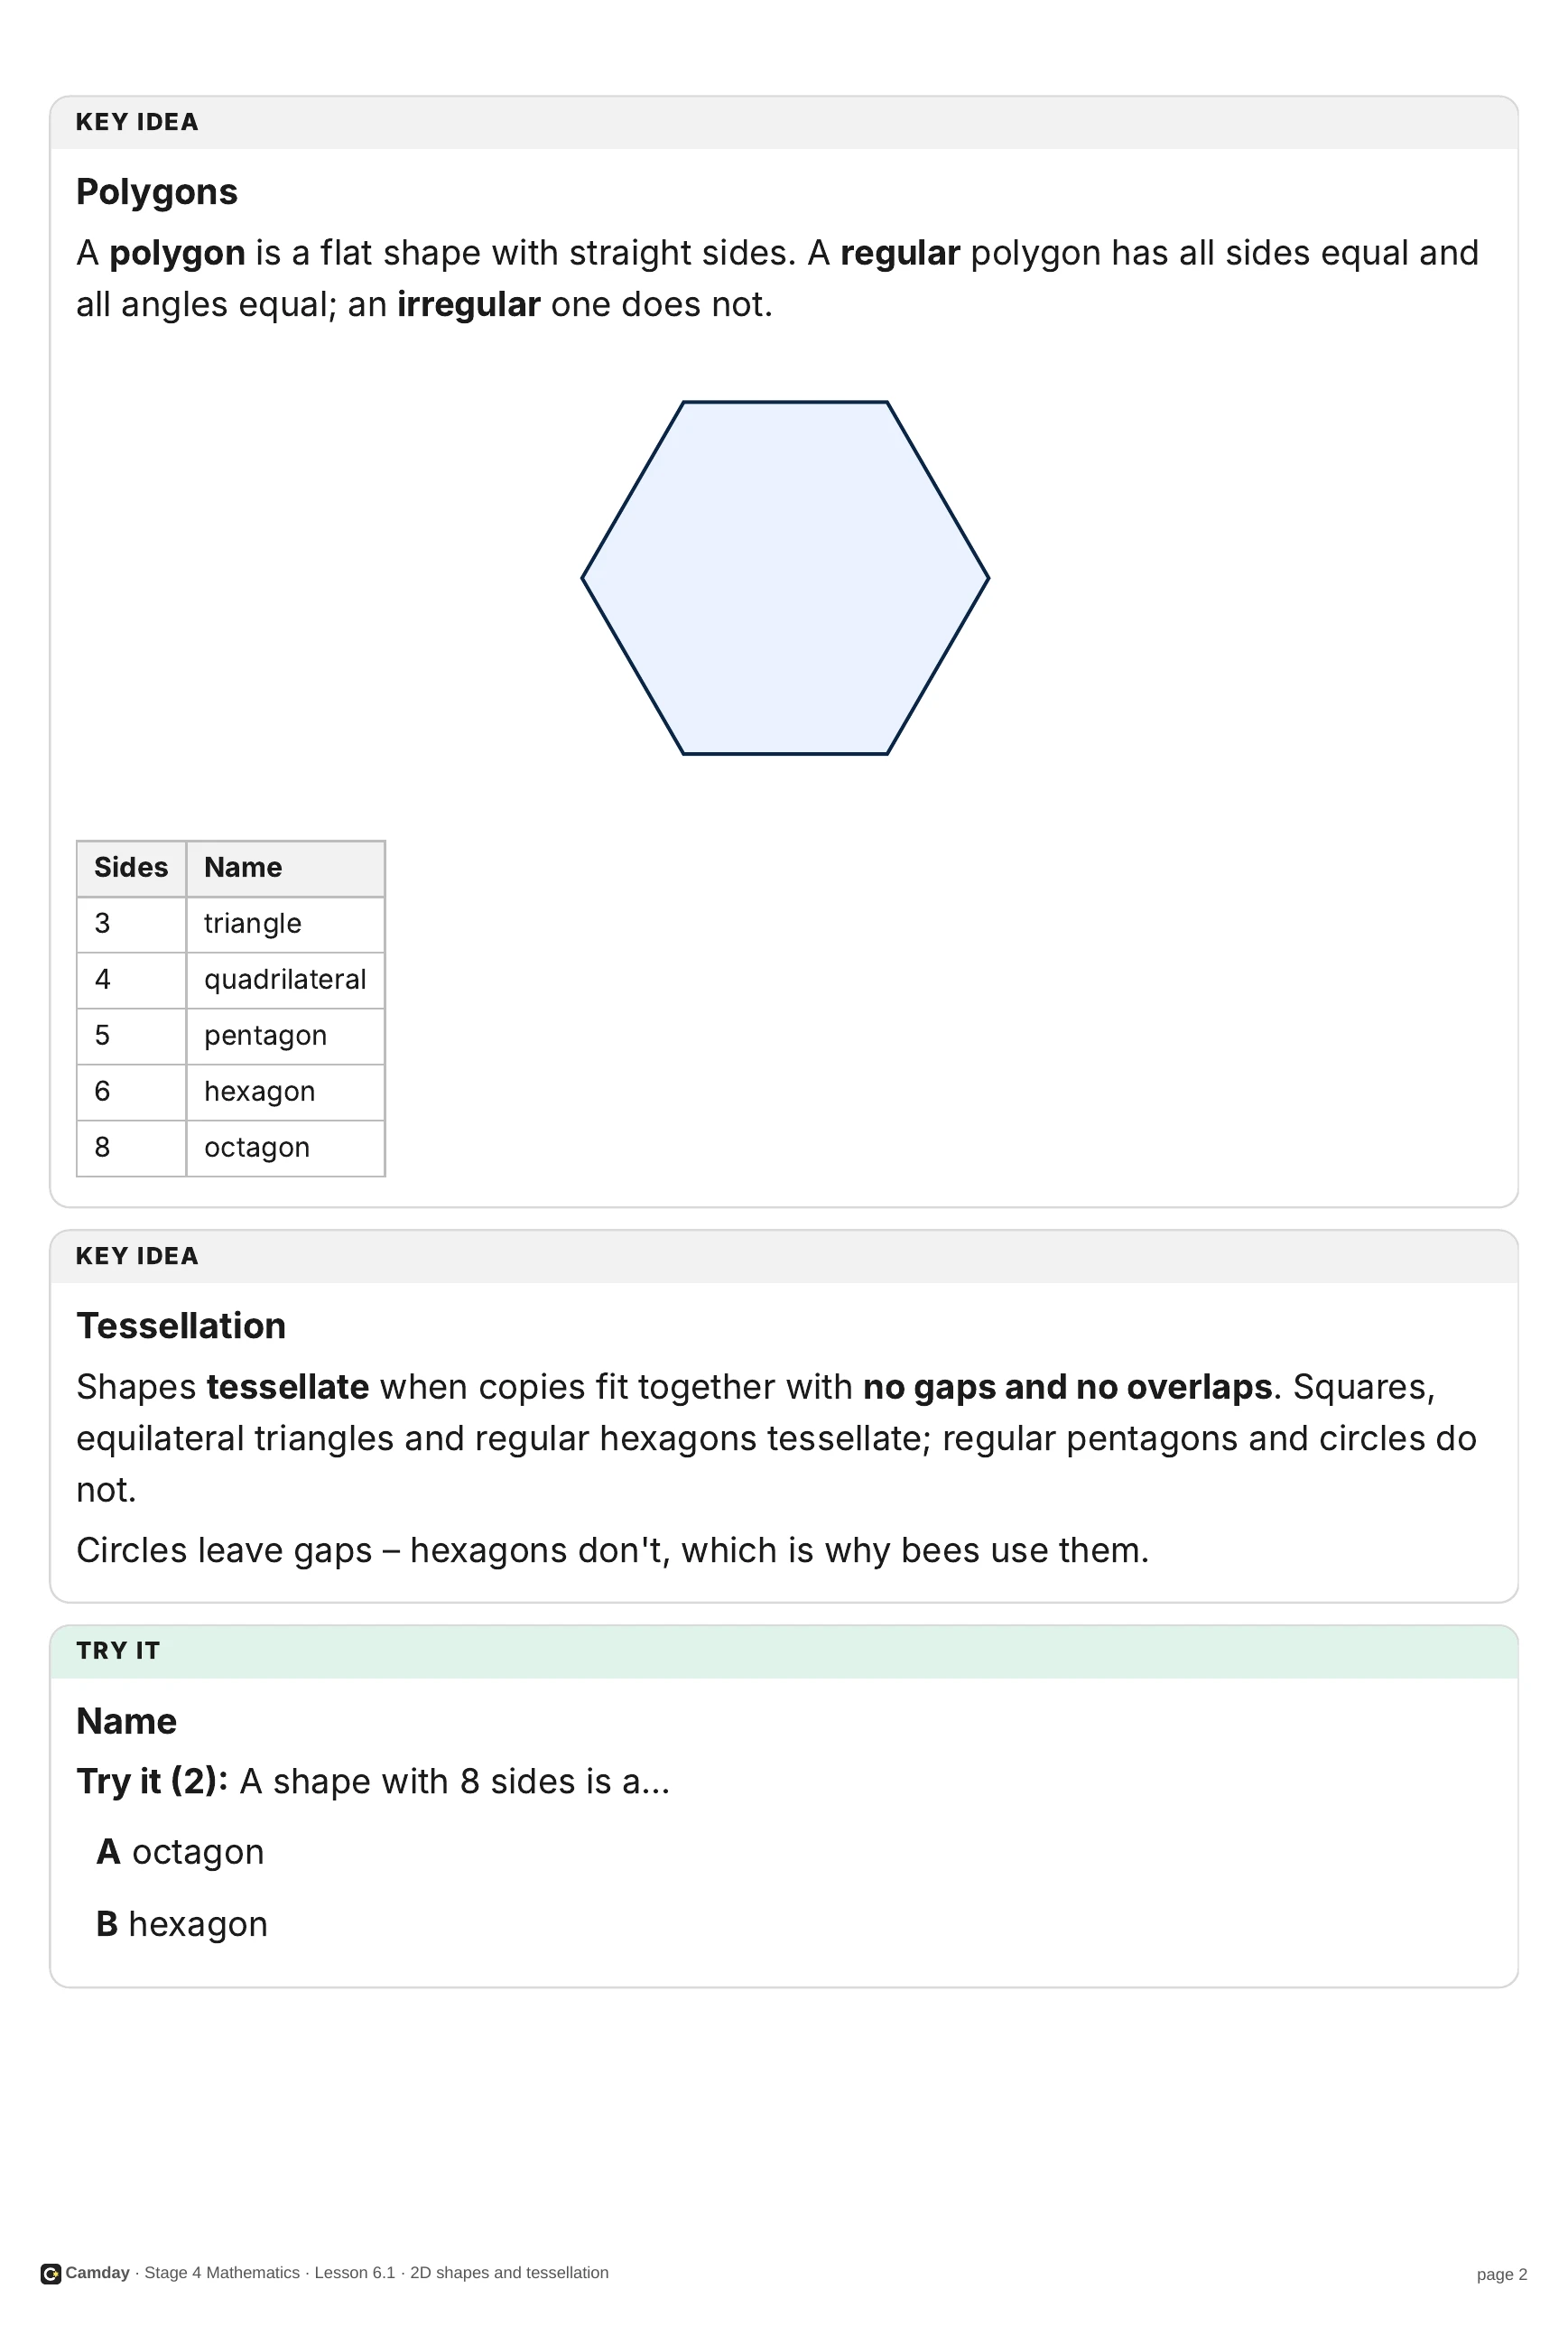 KEY IDEA
Polygons
A polygon is a flat shape with straight sides. A regular polygon has all sides equal and
all angles equal; an irregular one does not.
Sides Name
3 triangle
4 quadrilateral
5 pentagon
6 hexagon
8 octagon
KEY IDEA
Tessellation
Shapes tessellate when copies fit together with no gaps and no overlaps. Squares,
equilateral triangles and regular hexagons tessellate; regular pentagons and circles do
not.
Circles leave gaps – hexagons don't, which is why bees use them.
TRY IT
Name
Try it (2): A shape with 8 sides is a...
A octagon
B hexagon
Camday · Stage 4 Mathematics · Lesson 6.1 · 2D shapes and tessellation
page 2